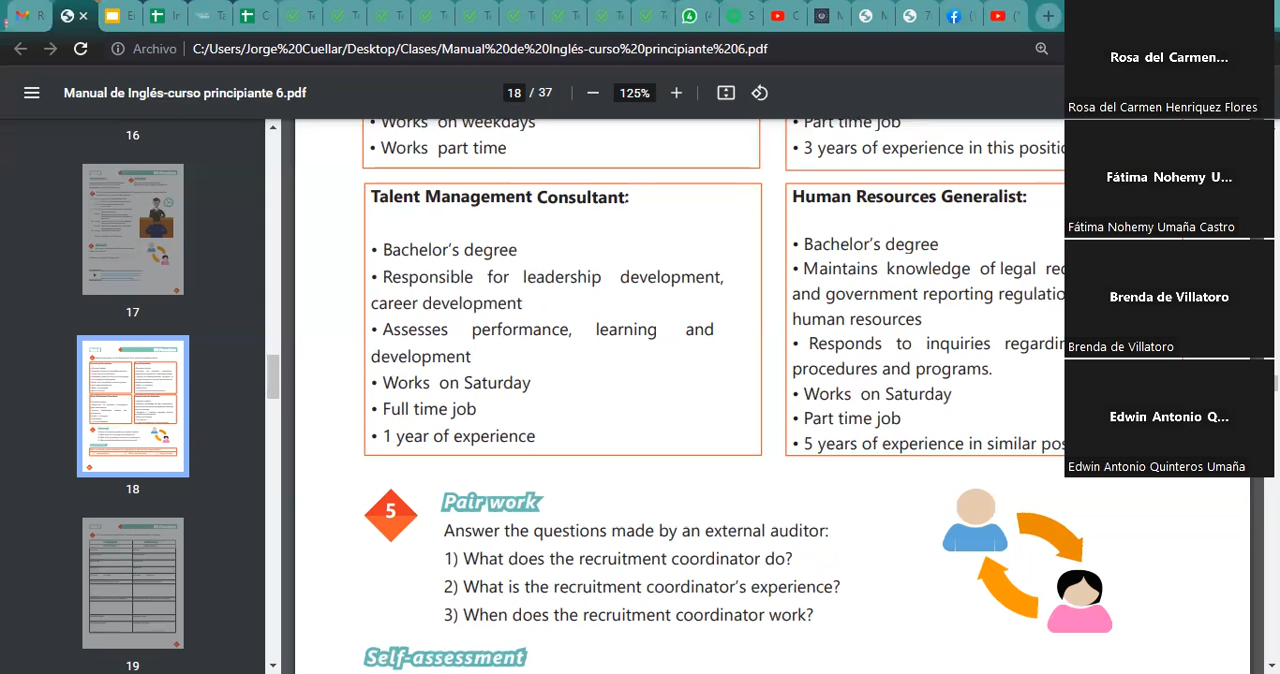 Archivo C:/Users/Jorge%20Cuellar/Desktop/Clases/Manual%20de%20Inglés-curso%20principiante%206.pdf
Manual de Inglés-curso principiante 6.pdf
18 / 37
125%
16
17
18
19
• Works on weekdays
• Works part time
• Part time job
• 3 years of experience in this
Talent Management Consultant:
• Bachelor's degree
• Responsible for leadership development,
career development
• Assesses performance, learning and
development
• Works on Saturday
• Full time job
• 1 year of experience
Human Resources Generalist:
• Bachelor's degree
• Maintains knowledge of legal
and government reporting
human resources
• Responds to inquiries
procedures and programs.
• Works on Saturday
• Part time job
• 5 years of experience in similar
5
Pair work
Answer the questions made by an external auditor:
1) What does the recruitment coordinator do?
2) What is the recruitment coordinator's experience?
3) When does the recruitment coordinator work?
Self-assessment
Rosa del Carmen...
Rosa del Carmen Henriquez Flores
Fátima Nohemy U...
Fátima Nohemy Umaña Castro
Brenda de Villatoro
Brenda de Villatoro
Edwin Antonio Q...
Edwin Antonio Quinteros Umaña